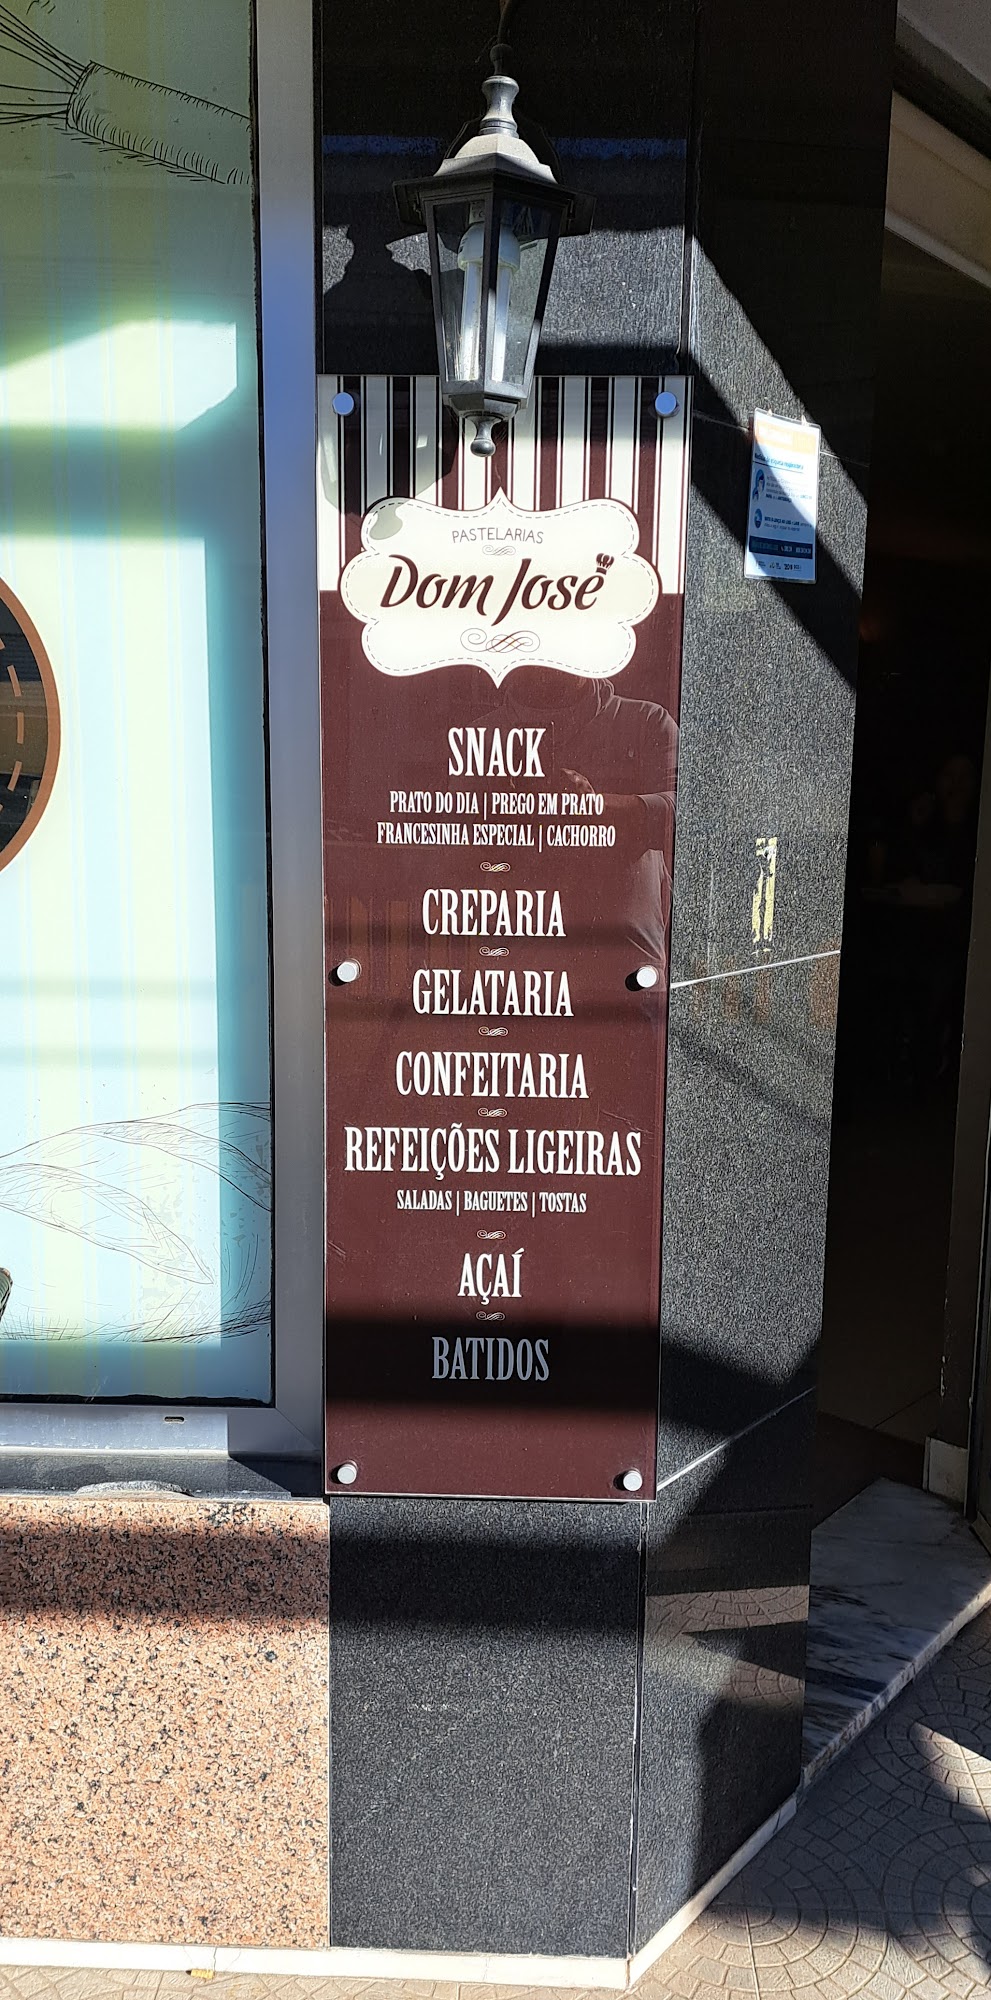 PASTELARIAS
Dom José
SNACK
PRATO DO DIA | PREGO EM PRATO
FRANCESINHA ESPECIAL | CACHORRO
CREPARIA
GELATARIA
CONFEITARIA
REFEIÇÕES LIGEIRAS
SALADAS | BAGUETES | TOSTAS
AÇAÍ
BATIDOS